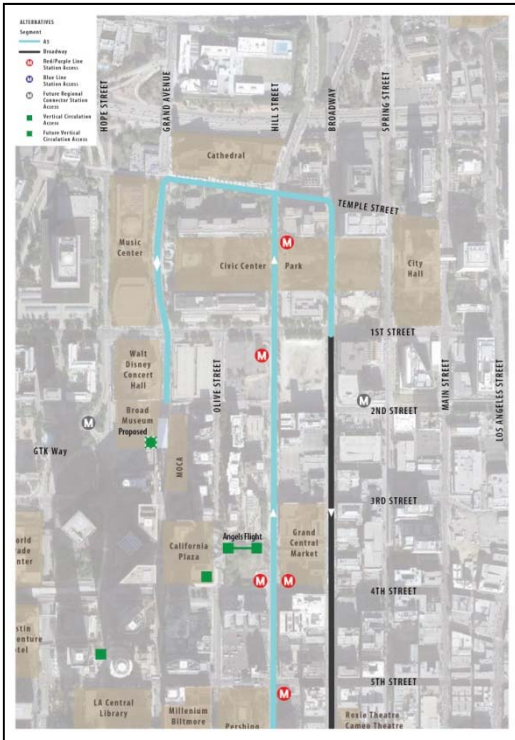 ALTERNATIVES
Segment
A5
Broadway
Red/Purple Line
Station Access
Blue Line
Station Access
Future Regional
Connector Station
Access
Vertical Circulation
Access
Future Vertical
Circulation Access
HOPE STREET
GRAND AVENUE
HILL STREET
BROADWAY
SPRING STREET
Cathedral
TEMPLE STREET
Music
Center
M
Civic Center Park
City
Hall
1ST STREET
Walt
Disney
Concert
Hall
M
OLIVE STREET
MAIN STREET
LOS ANGELES STREET
Broad
Museum
Proposed
M
M
2ND STREET
GTK Way
MOCA
3RD STREET
Angels Flight
California
Plaza
Grand
Central
Market
orld
rade
enter
M
M
4TH STREET
stin
enture
otel
5TH STREET
M
LA Central
Library
Millenium
Biltmore
Pershing
Roxie Theatre
Cameo Theatre